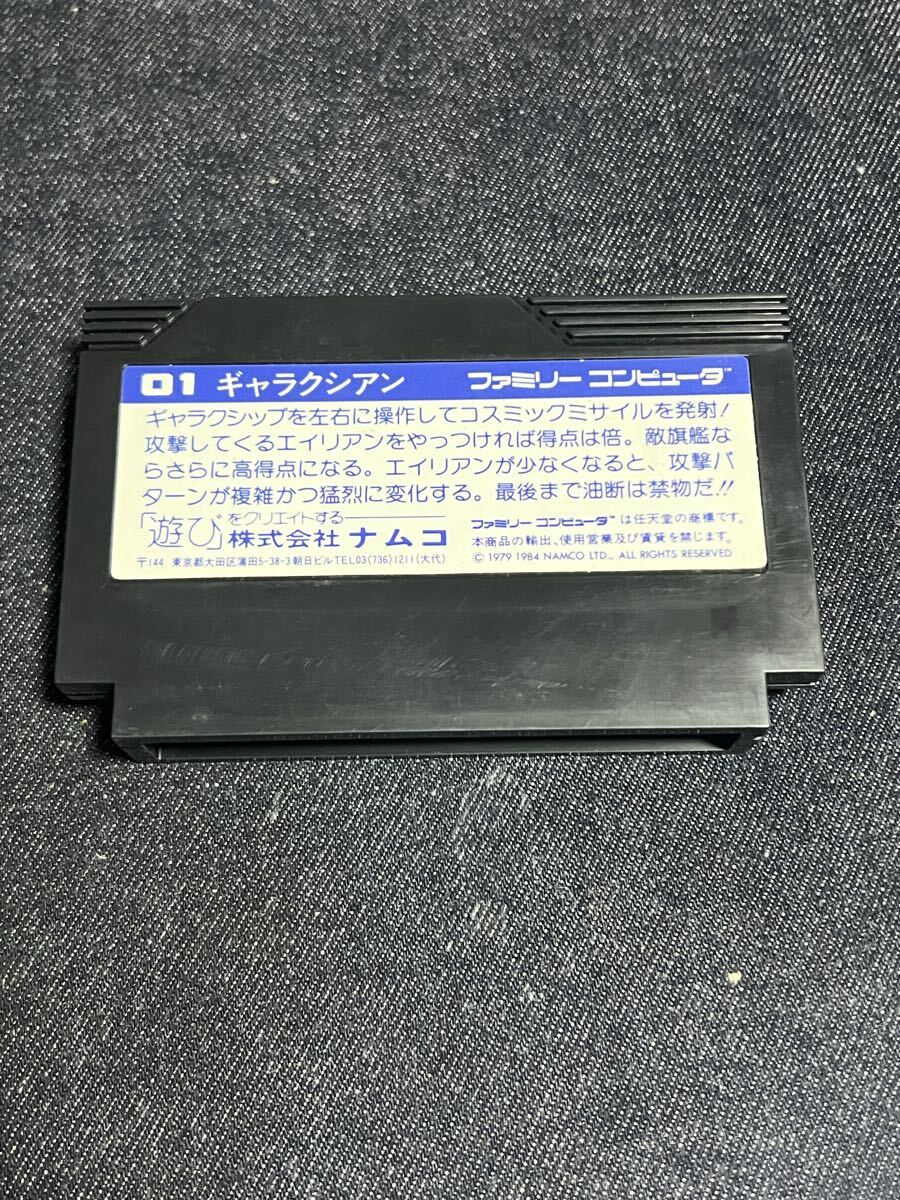 01 ギャラクシアン ファミリー コンピュータ™
ギャラクシップを左右に操作してコスミックミサイルを発射!
攻撃してくるエイリアンをやっつければ得点は倍。敵旗艦な
らさらに高得点になる。エイリアンが少なくなると、攻撃パ
ターンが複雑かつ猛烈に変化する。最後まで油断は禁物だ!!
「遊び」をクリエイトする
株式会社 ナムコ
〒144 東京都大田区蒲田5-38-3朝日ビルTEL03(736)1211(大代)
ファミリー コンピュータ™ は任天堂の商標です。
本商品の輸出、使用営業及び賃貸を禁じます。
© 1979 1984 NAMCO LTD., ALL RIGHTS RESERVED